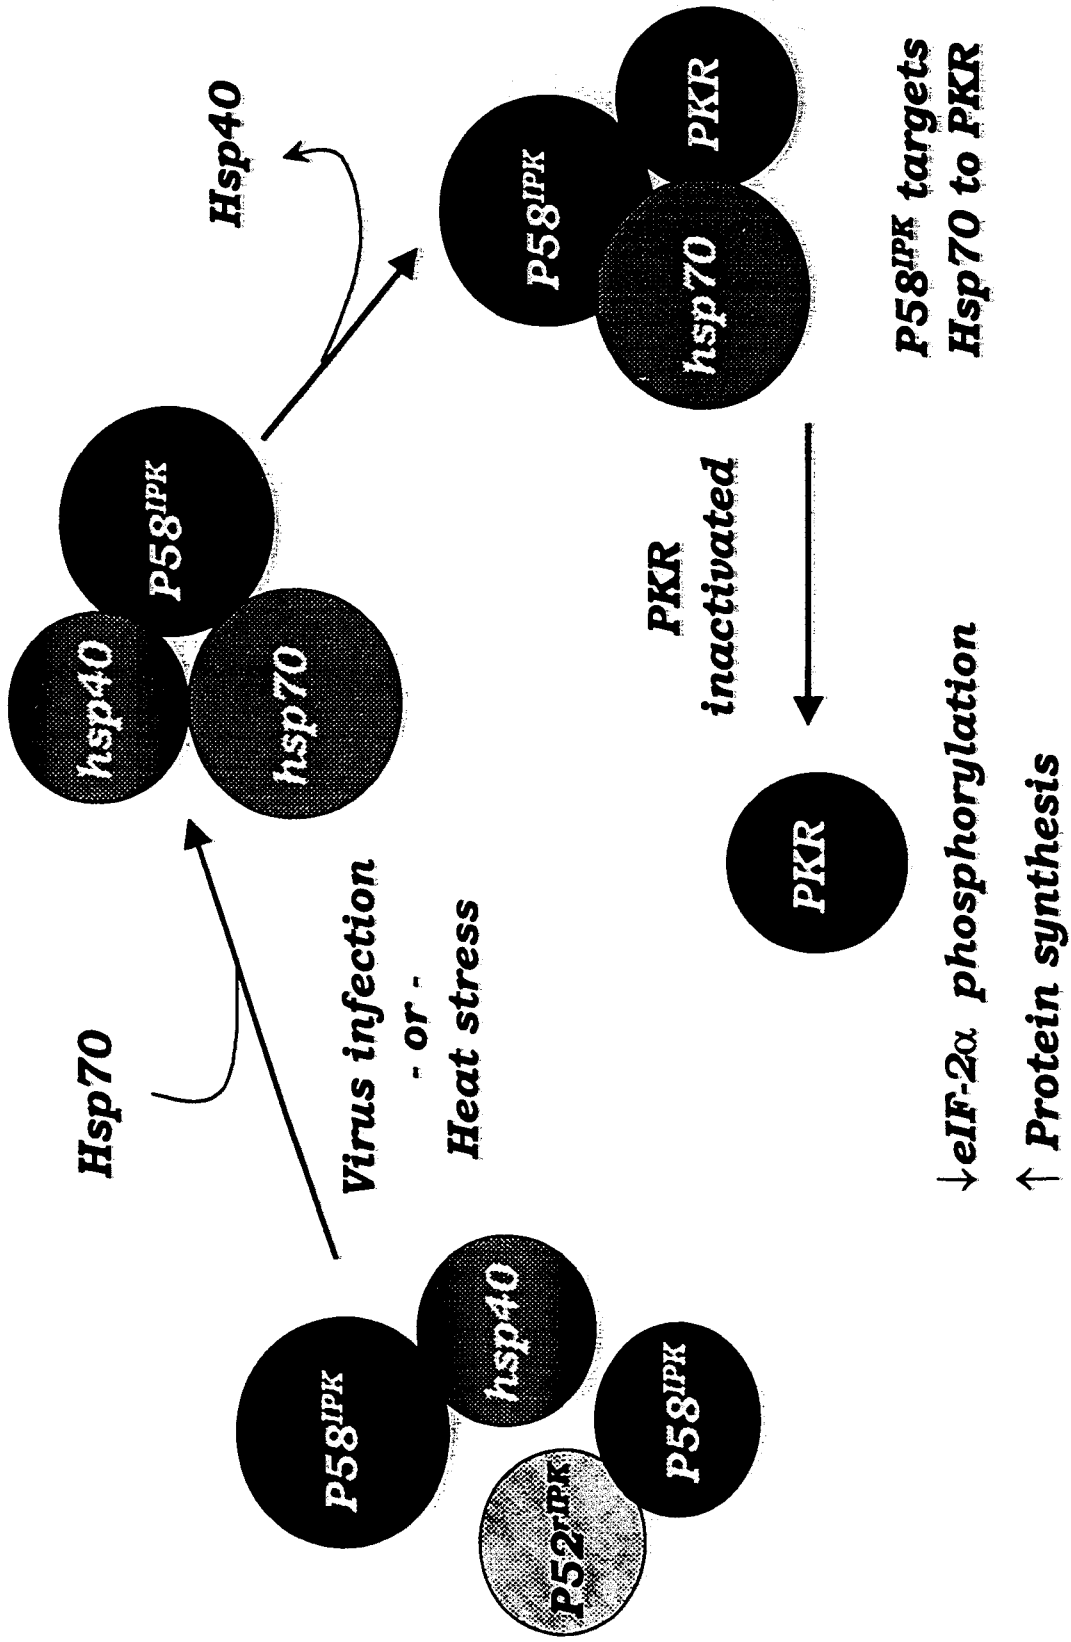 P58ᴵᴾᴷ
hsp40
P52rᴵᴾᴷ
P58ᴵᴾᴷ
Hsp70
Virus infection
- or -
Heat stress
hsp40
P58ᴵᴾᴷ
hsp70
Hsp40
P58ᴵᴾᴷ
hsp70
PKR
P58ᴵᴾᴷ targets
Hsp70 to PKR
PKR
inactivated
PKR
↓eIF-2α phosphorylation
↑ Protein synthesis